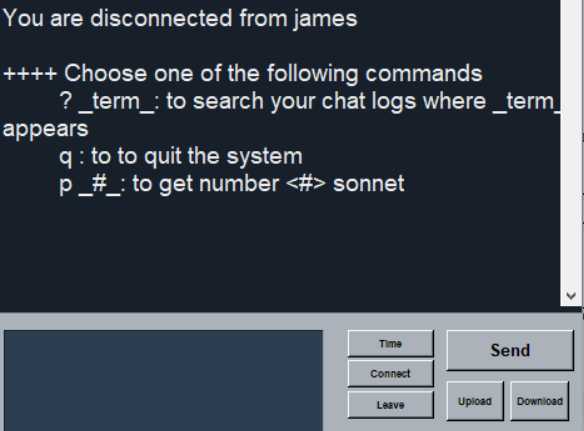 You are disconnected from james
++++ Choose one of the following commands
? _term_: to search your chat logs where _term_
appears
q : to to quit the system
p _#_: to get number <#> sonnet
Time
Send
Connect
Leave
Upload
Download